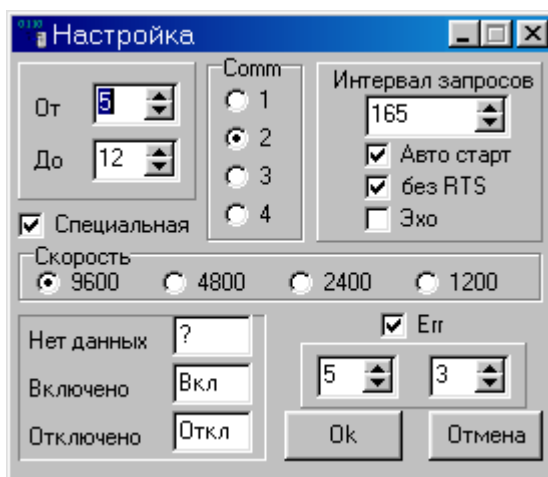 Настройка
От 5
До 12
Специальная
Comm
1
2
3
4
Интервал запросов
165
Авто старт
без RTS
Эхо
Скорость
9600 4800 2400 1200
Нет данных ?
Включено Вкл
Отключено Откл
Err
5 3
Ok Отмена